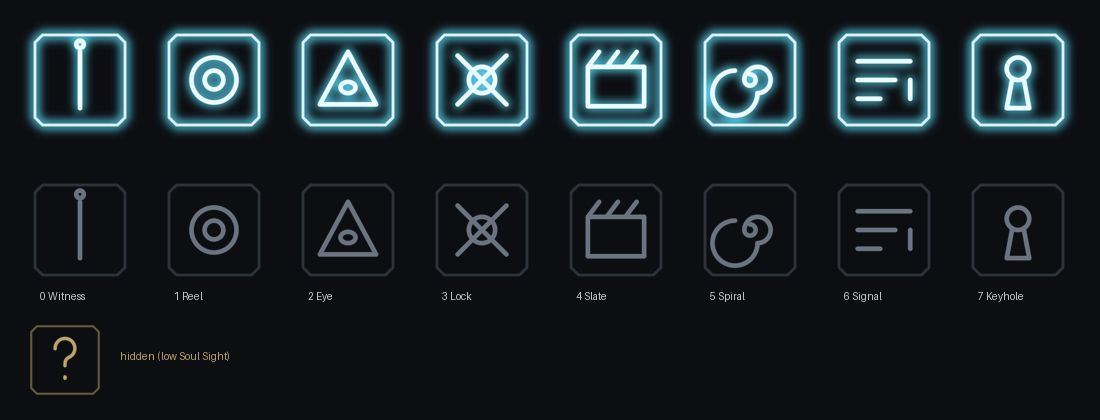 0 Witness
1 Reel
2 Eye
3 Lock
4 Slate
5 Spiral
6 Signal
7 Keyhole
?
hidden (low Soul Sight)